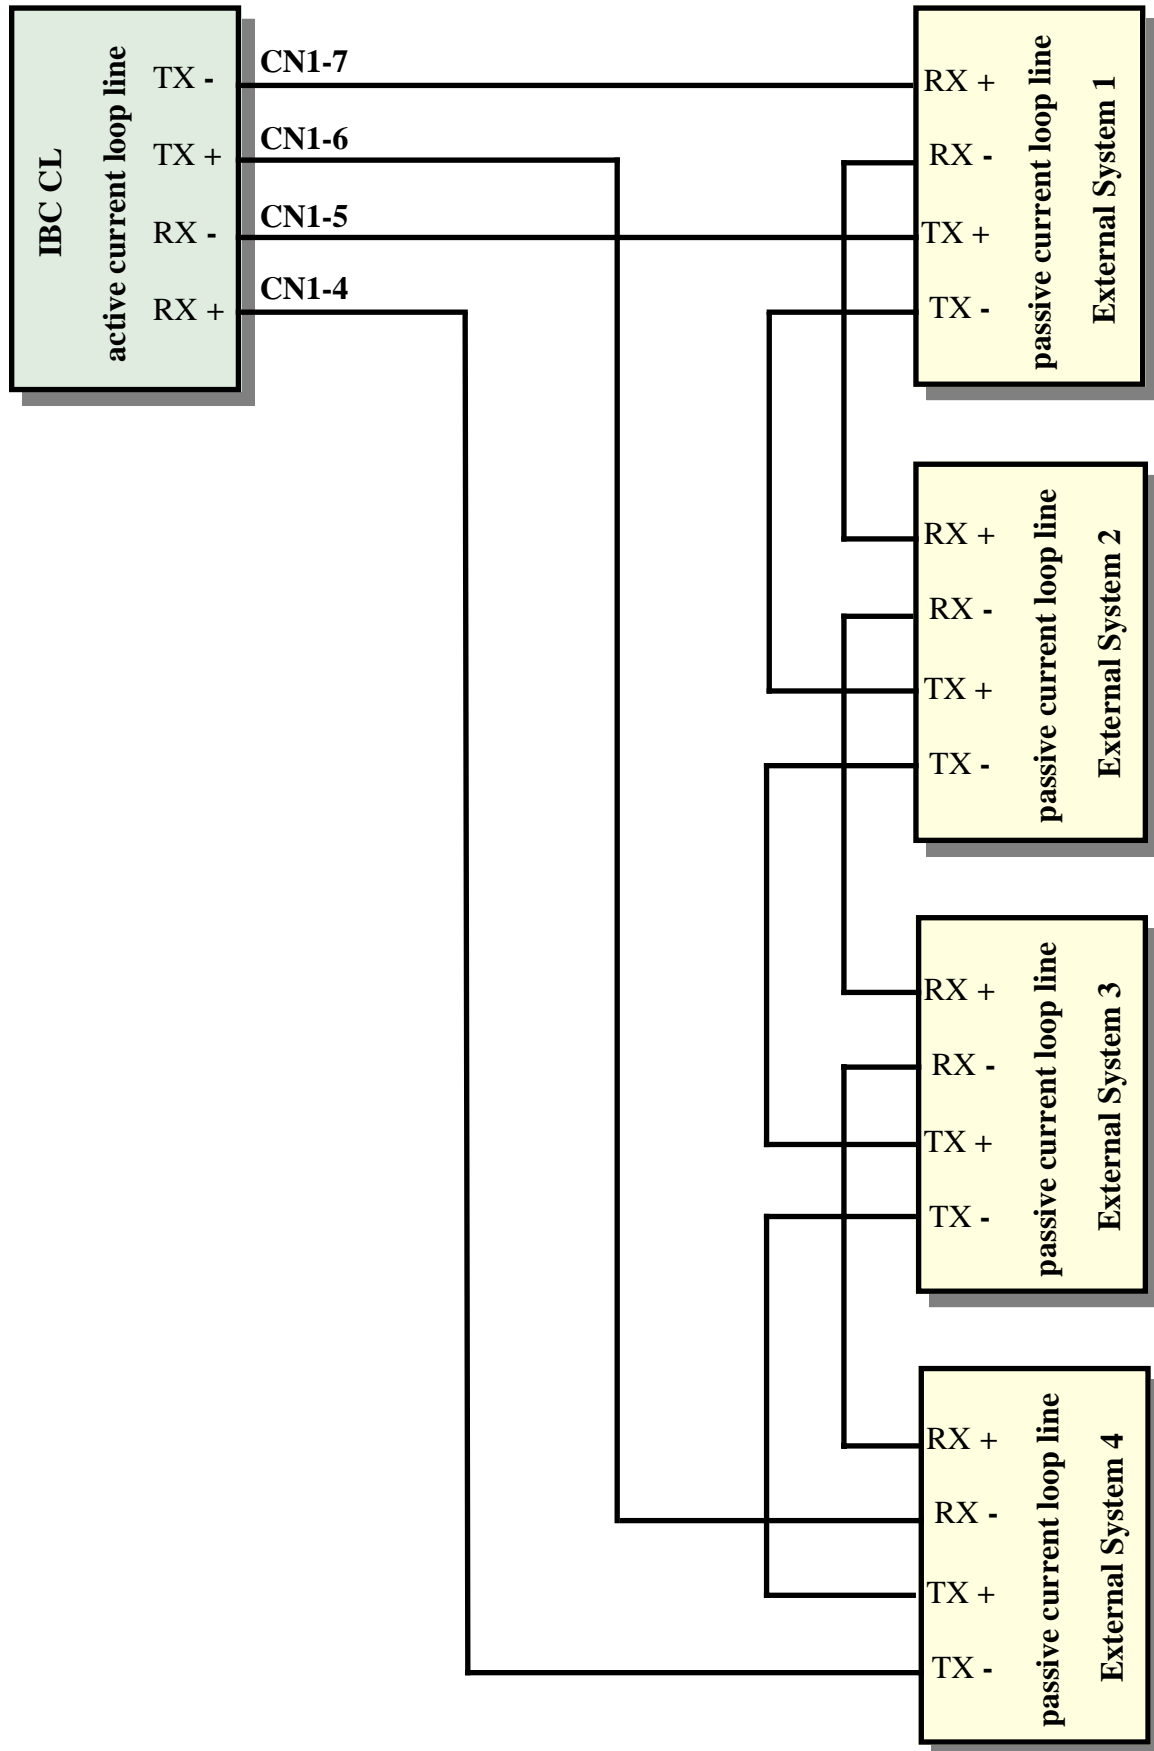 IBC CL
active current loop line
TX -
TX +
RX -
RX +
CN1-7
CN1-6
CN1-5
CN1-4
RX +
RX -
TX +
TX -
passive current loop line
External System 1
RX +
RX -
TX +
TX -
passive current loop line
External System 2
RX +
RX -
TX +
TX -
passive current loop line
External System 3
RX +
RX -
TX +
TX -
passive current loop line
External System 4